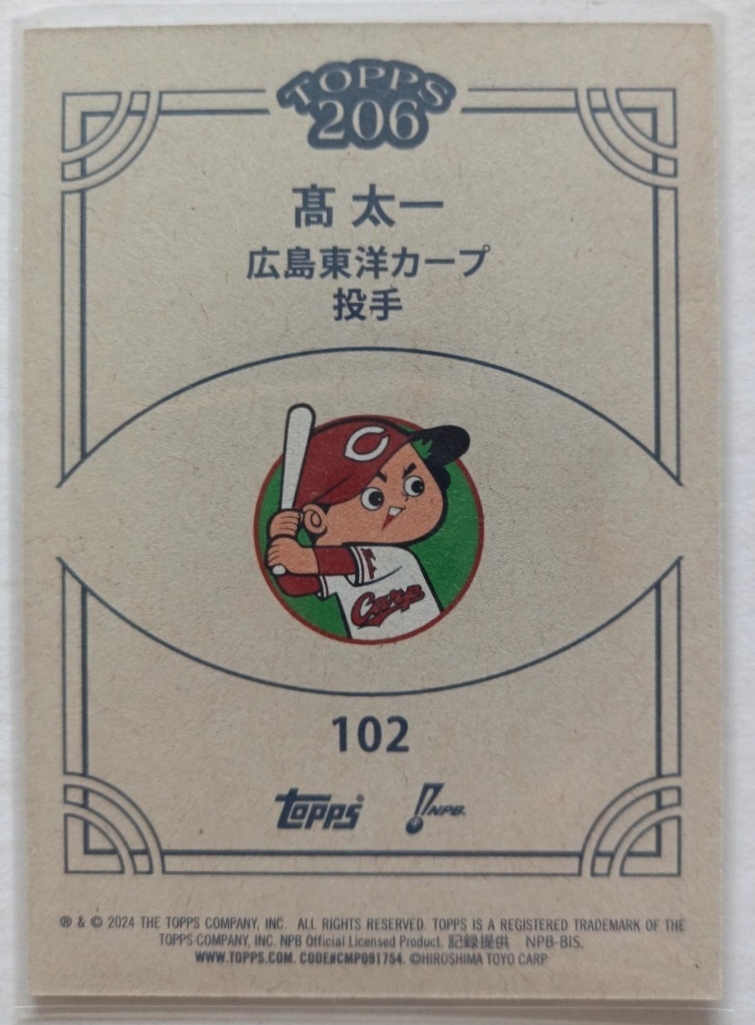 TOPPS
206
髙 太一
広島東洋カープ
投手
C
Carp
102
topps®
NPB.
® & © 2024 THE TOPPS COMPANY, INC. ALL RIGHTS RESERVED. TOPPS IS A REGISTERED TRADEMARK OF THE
TOPPS COMPANY, INC. NPB Official Licensed Product. 記録提供 NPB-BIS.
WWW.TOPPS.COM. CODE#CMP091754. ©HIROSHIMA TOYO CARP